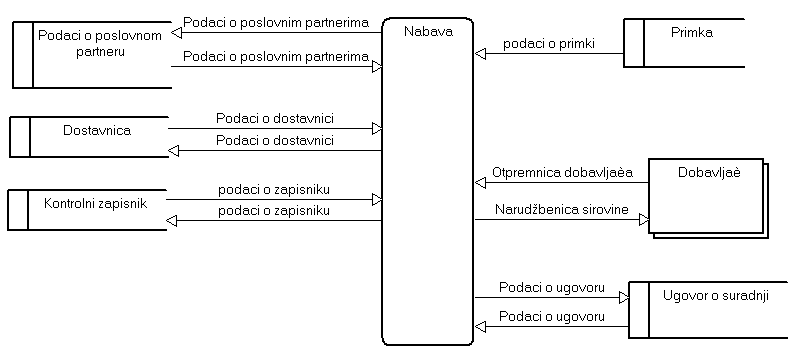 Podaci o poslovnim partnerima
Podaci o poslovnom
partneru
Podaci o poslovnim partnerima
Nabava
podaci o primki
Primka
Dostavnica
Podaci o dostavnici
Podaci o dostavnici
Otpremnica dobavljaèa
Dobavljaè
Kontrolni zapisnik
podaci o zapisniku
podaci o zapisniku
Narudžbenica sirovine
Podaci o ugovoru
Podaci o ugovoru
Ugovor o suradnji